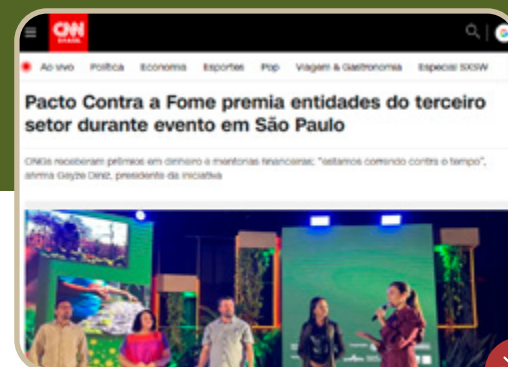 CNN
BRASIL
Ao vivo Política Economia Esportes Pop Viagem & Gastronomia Especial SXSW
Pacto Contra a Fome premia entidades do terceiro
setor durante evento em São Paulo
ONGs receberam prêmios em dinheiro e mentorias financeiras; "estamos correndo contra o tempo",
afirma Geyze Diniz, presidente da iniciativa